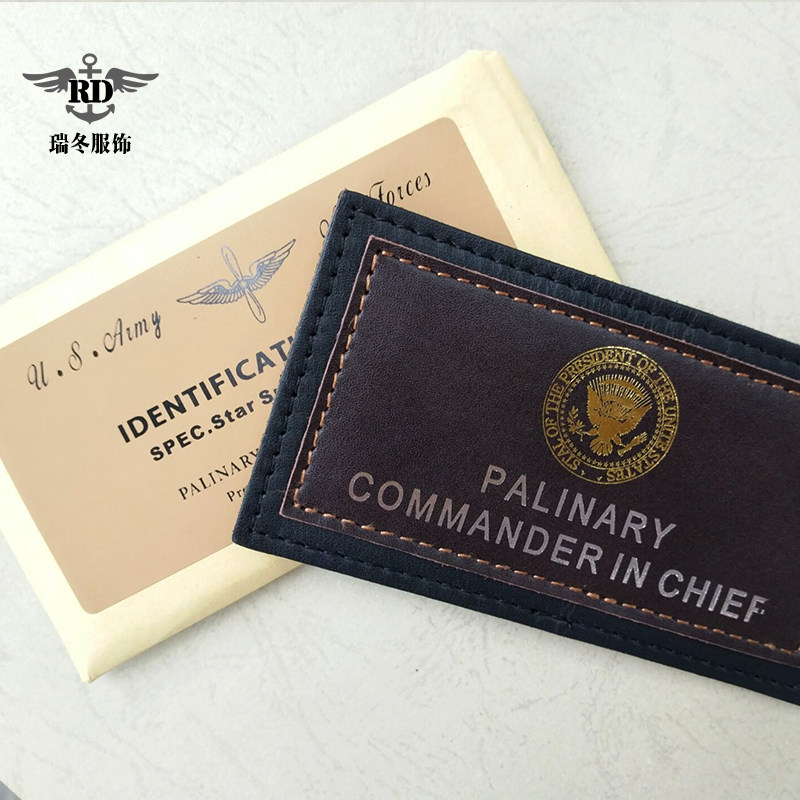 RD
瑞冬服饰
U.S.Army
Forces
IDENTIFICATI
SPEC.Star S
PALINARY
Pr
SEAL OF THE PRESIDENT OF THE UNITED STATES
PALINARY
COMMANDER IN CHIEF